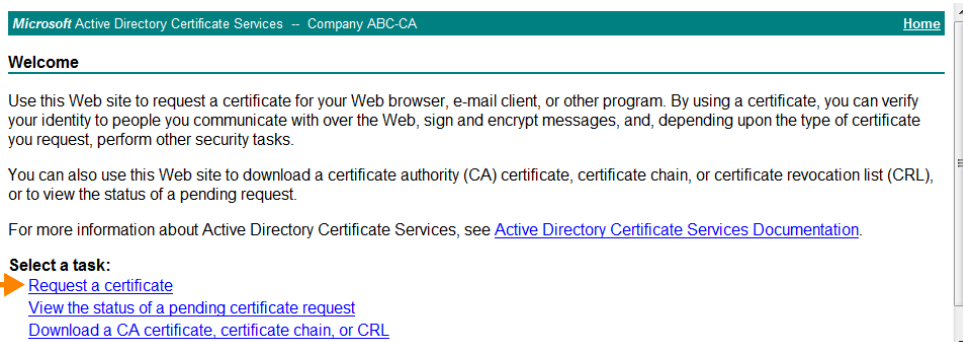 Microsoft Active Directory Certificate Services -- Company ABC-CA Home
Welcome
Use this Web site to request a certificate for your Web browser, e-mail client, or other program. By using a certificate, you can verify
your identity to people you communicate with over the Web, sign and encrypt messages, and, depending upon the type of certificate
you request, perform other security tasks.
You can also use this Web site to download a certificate authority (CA) certificate, certificate chain, or certificate revocation list (CRL),
or to view the status of a pending request.
For more information about Active Directory Certificate Services, see Active Directory Certificate Services Documentation.
Select a task:
Request a certificate
View the status of a pending certificate request
Download a CA certificate, certificate chain, or CRL